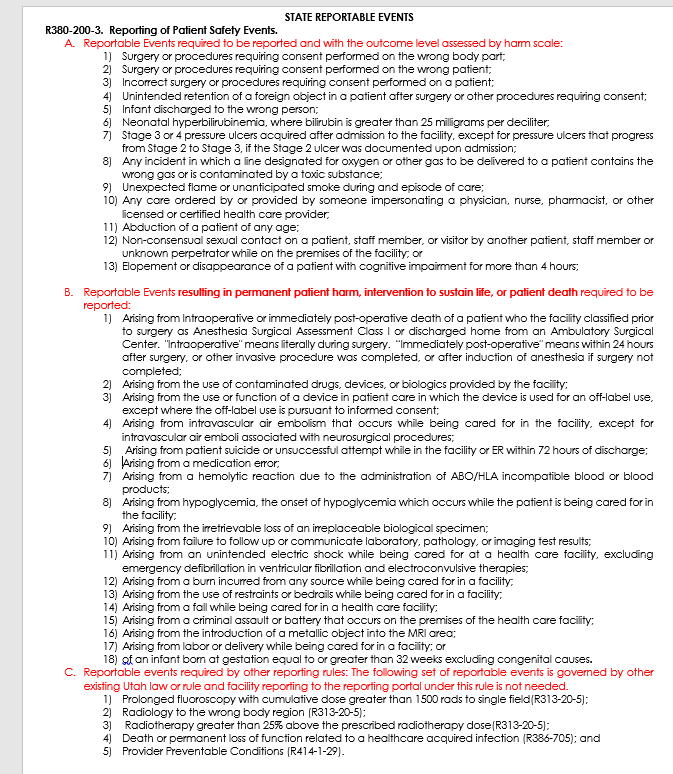 STATE REPORTABLE EVENTS
R380-200-3. Reporting of Patient Safety Events.
A. Reportable Events required to be reported and with the outcome level assessed by harm scale:
1) Surgery or procedures requiring consent performed on the wrong body part;
2) Surgery or procedures requiring consent performed on the wrong patient;
3) Incorrect surgery or procedures requiring consent performed on a patient;
4) Unintended retention of a foreign object in a patient after surgery or other procedures requiring consent;
5) Infant discharged to the wrong person;
6) Neonatal hyperbilirubinemia, where bilirubin is greater than 25 milligrams per deciliter;
7) Stage 3 or 4 pressure ulcers acquired after admission to the facility, except for pressure ulcers that progress
from Stage 2 to Stage 3, if the Stage 2 ulcer was documented upon admission;
8) Any incident in which a line designated for oxygen or other gas to be delivered to a patient contains the
wrong gas or is contaminated by a toxic substance;
9) Unexpected flame or unanticipated smoke during and episode of care;
10) Any care ordered by or provided by someone impersonating a physician, nurse, pharmacist, or other
licensed or certified health care provider;
11) Abduction of a patient of any age;
12) Non-consensual sexual contact on a patient, staff member, or visitor by another patient, staff member or
unknown perpetrator while on the premises of the facility; or
13) Elopement or disappearance of a patient with cognitive impairment for more than 4 hours;
B. Reportable Events resulting in permanent patient harm, intervention to sustain life, or patient death required to be
reported:
1) Arising from Intraoperative or immediately post-operative death of a patient who the facility classified prior
to surgery as Anesthesia Surgical Assessment Class I or discharged home from an Ambulatory Surgical
Center. "Intraoperative" means literally during surgery. "Immediately post-operative" means within 24 hours
after surgery, or other invasive procedure was completed, or after induction of anesthesia if surgery not
completed;
2) Arising from the use of contaminated drugs, devices, or biologics provided by the facility;
3) Arising from the use or function of a device in patient care in which the device is used for an off-label use,
except where the off-label use is pursuant to informed consent;
4) Arising from intravascular air embolism that occurs while being cared for in the facility, except for
intravascular air emboli associated with neurosurgical procedures;
5) Arising from patient suicide or unsuccessful attempt while in the facility or ER within 72 hours of discharge;
6) Arising from a medication error;
7) Arising from a hemolytic reaction due to the administration of ABO/HLA incompatible blood or blood
products;
8) Arising from hypoglycemia, the onset of hypoglycemia which occurs while the patient is being cared for in
the facility;
9) Arising from the irretrievable loss of an irreplaceable biological specimen;
10) Arising from failure to follow up or communicate laboratory, pathology, or imaging test results;
11) Arising from an unintended electric shock while being cared for at a health care facility, excluding
emergency defibrillation in ventricular fibrillation and electroconvulsive therapies;
12) Arising from a burn incurred from any source while being cared for in a facility;
13) Arising from the use of restraints or bedrails while being cared for in a facility;
14) Arising from a fall while being cared for in a health care facility;
15) Arising from a criminal assault or battery that occurs on the premises of the health care facility;
16) Arising from the introduction of a metallic object into the MRI area;
17) Arising from labor or delivery while being cared for in a facility; or
18) of an infant born at gestation equal to or greater than 32 weeks excluding congenital causes.
C. Reportable events required by other reporting rules: The following set of reportable events is governed by other
existing Utah law or rule and facility reporting to the reporting portal under this rule is not needed.
1) Prolonged fluoroscopy with cumulative dose greater than 1500 rads to single field(R313-20-5);
2) Radiology to the wrong body region (R313-20-5);
3) Radiotherapy greater than 25% above the prescribed radiotherapy dose(R313-20-5);
4) Death or permanent loss of function related to a healthcare acquired infection (R386-705); and
5) Provider Preventable Conditions (R414-1-29).